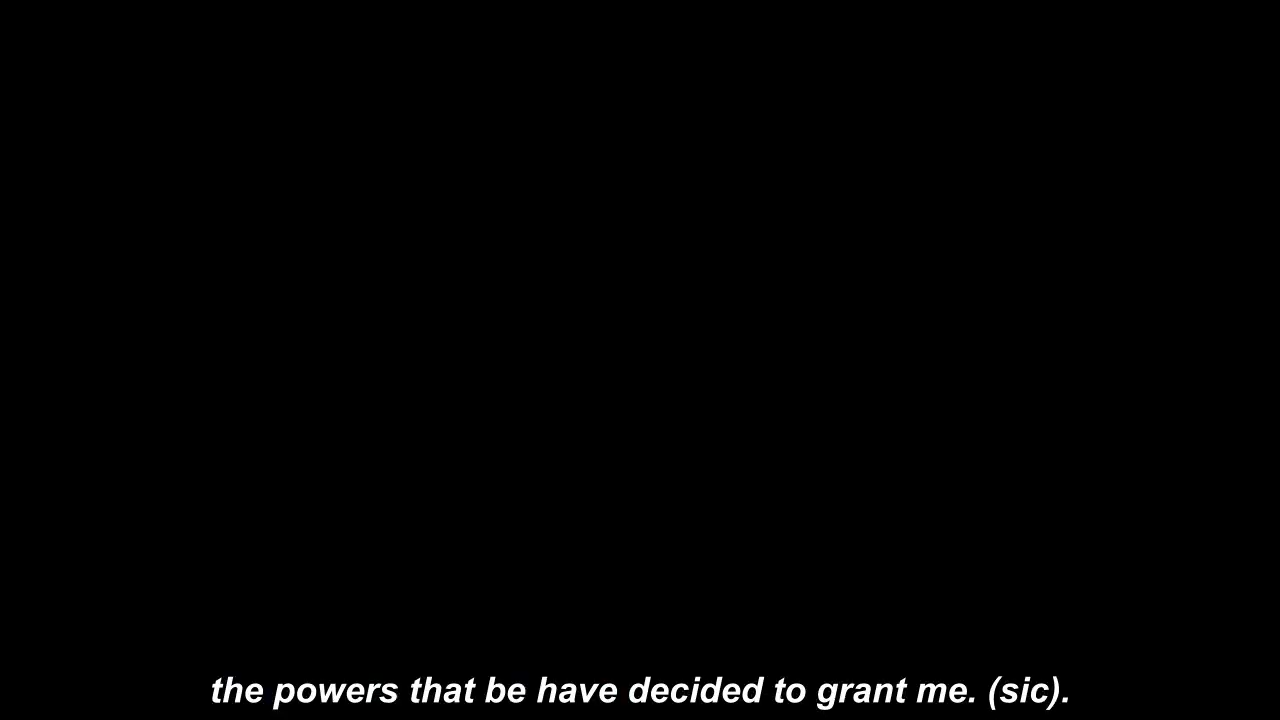 the powers that be have decided to grant me. (sic).